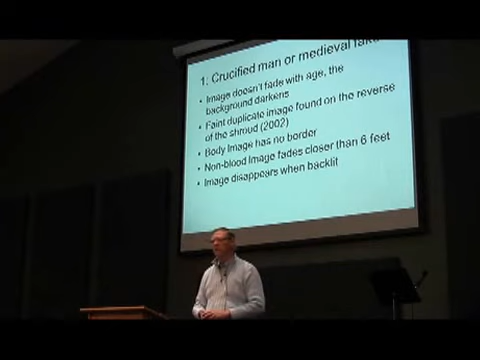 1: Crucified man or medieval fake
• Image doesn't fade with age, the
background darkens
• Faint duplicate image found on the reverse
of the shroud (2002)
• Body Image has no border
• Non-blood Image fades closer than 6 feet
• Image disappears when backlit